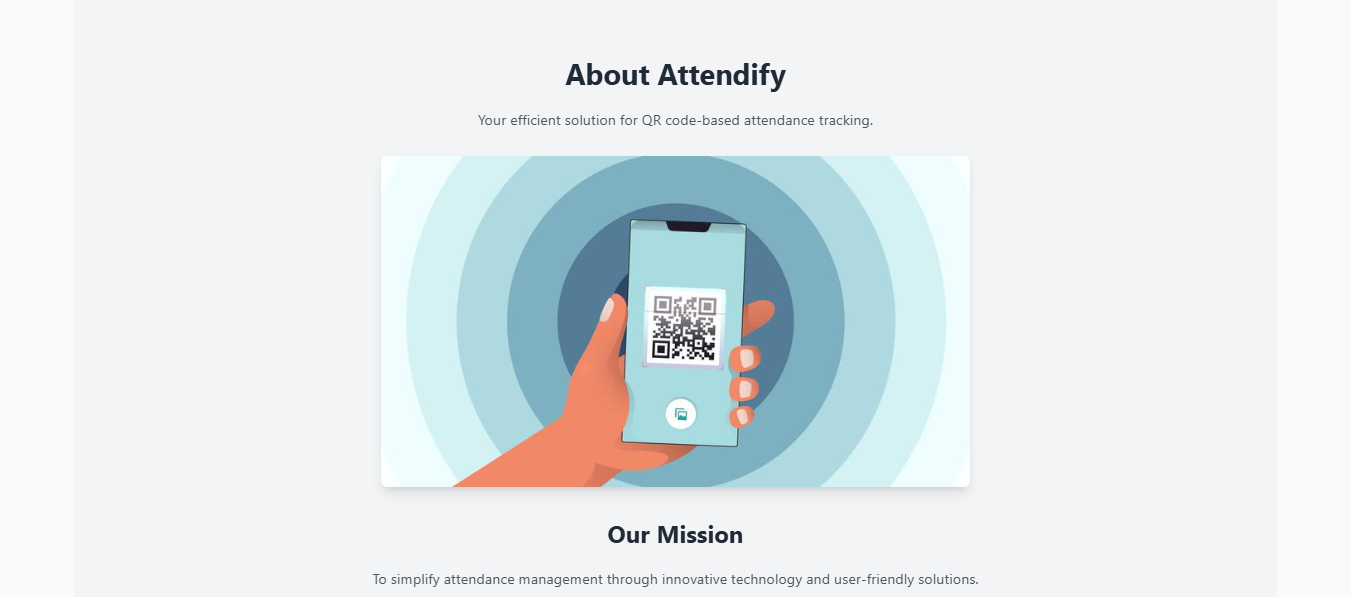 About Attendify
Your efficient solution for QR code-based attendance tracking.
Our Mission
To simplify attendance management through innovative technology and user-friendly solutions.